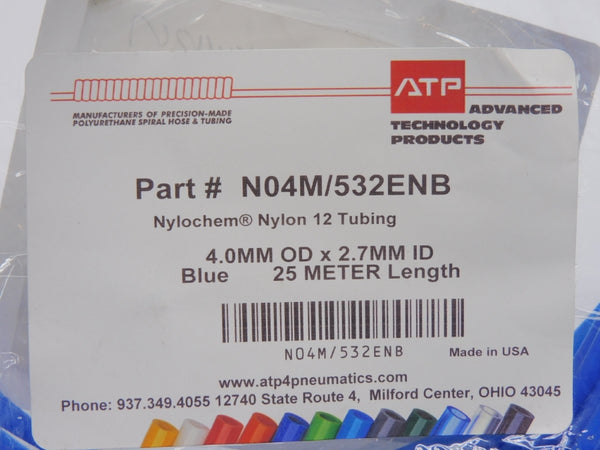 MANUFACTURERS OF PRECISION-MADE
POLYURETHANE SPIRAL HOSE & TUBING
ATP
ADVANCED
TECHNOLOGY
PRODUCTS
Part # N04M/532ENB
Nylochem® Nylon 12 Tubing
4.0MM OD x 2.7MM ID
Blue 25 METER Length
N04M/532ENB
Made in USA
www.atp4pneumatics.com
Phone: 937.349.4055 12740 State Route 4, Milford Center, OHIO 43045